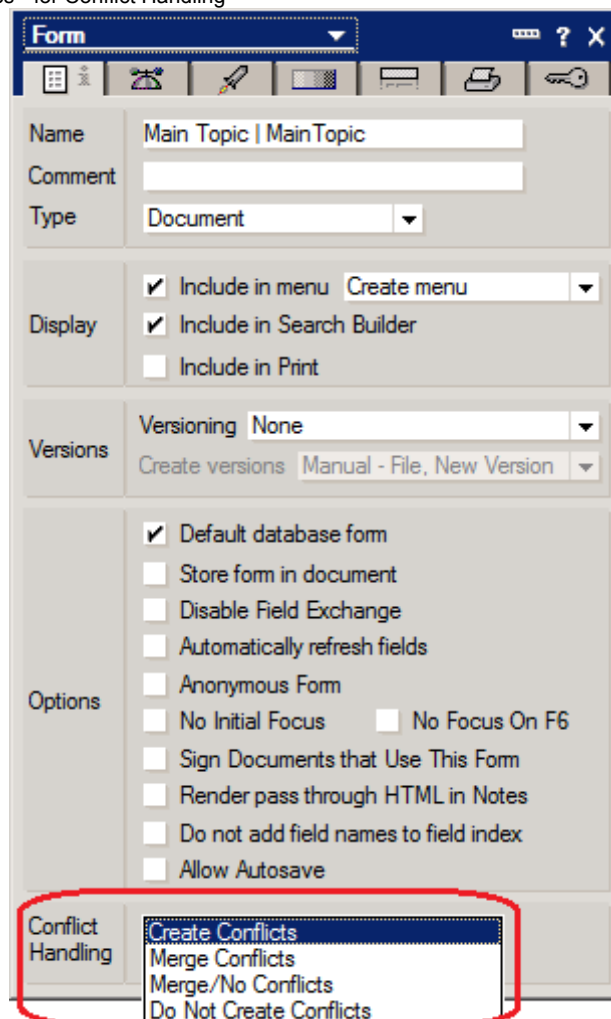 for Conflict Handling
Form
? X
Name Main Topic | MainTopic
Comment
Type Document
Display
Include in menu Create menu
Include in Search Builder
Include in Print
Versions
Versioning None
Create versions Manual - File, New Version
Options
Default database form
Store form in document
Disable Field Exchange
Automatically refresh fields
Anonymous Form
No Initial Focus No Focus On F6
Sign Documents that Use This Form
Render pass through HTML in Notes
Do not add field names to field index
Allow Autosave
Conflict
Handling
Create Conflicts
Merge Conflicts
Merge/No Conflicts
Do Not Create Conflicts